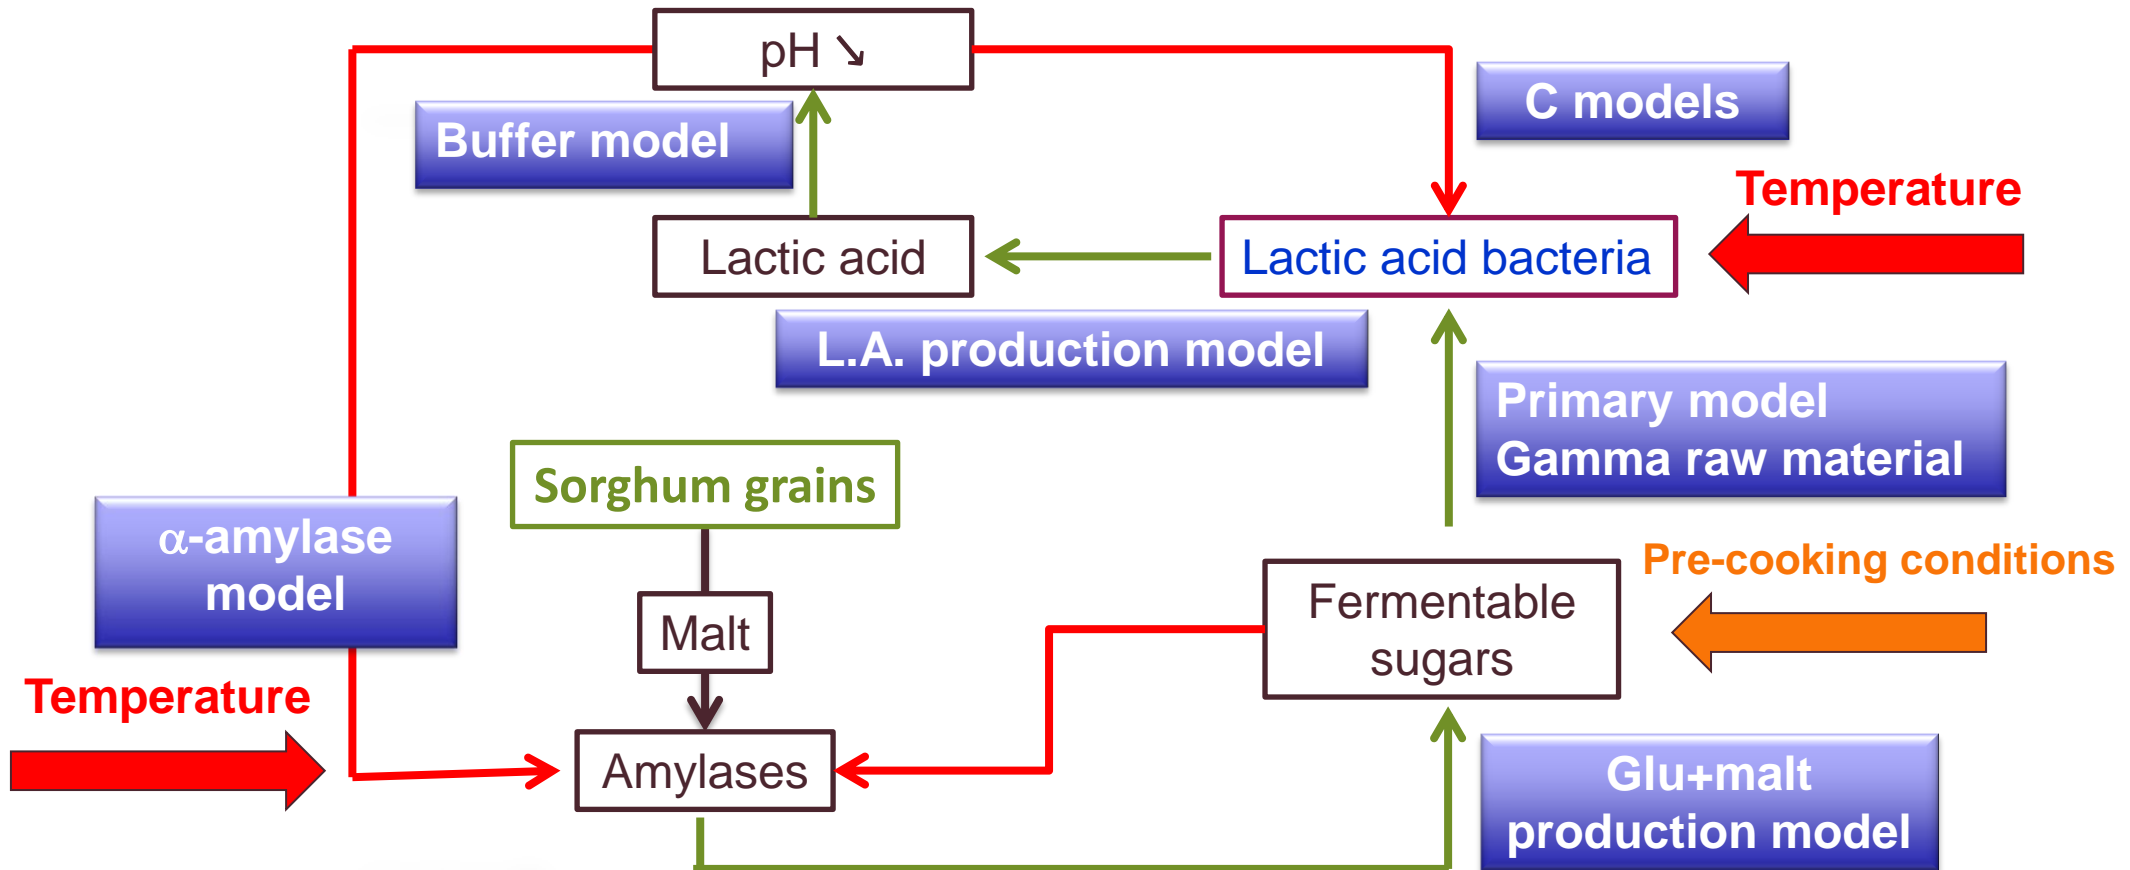 pH ↘
C models
Buffer model
Temperature
Lactic acid
Lactic acid bacteria
L.A. production model
Primary model
Gamma raw material
Sorghum grains
α-amylase
model
Pre-cooking conditions
Fermentable
sugars
Malt
Temperature
Amylases
Glu+malt
production model